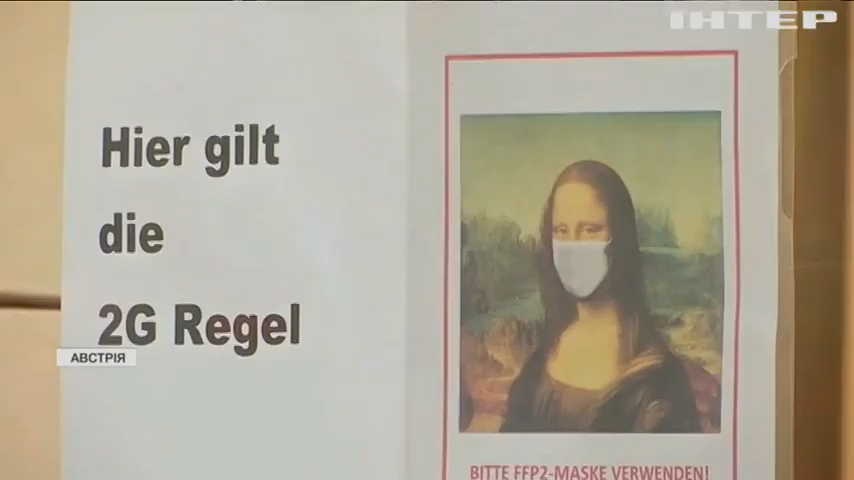 ІНТЕР
Hier gilt
die
2G Regel
АВСТРІЯ
BITTE FFP2-MASKE VERWENDEN!